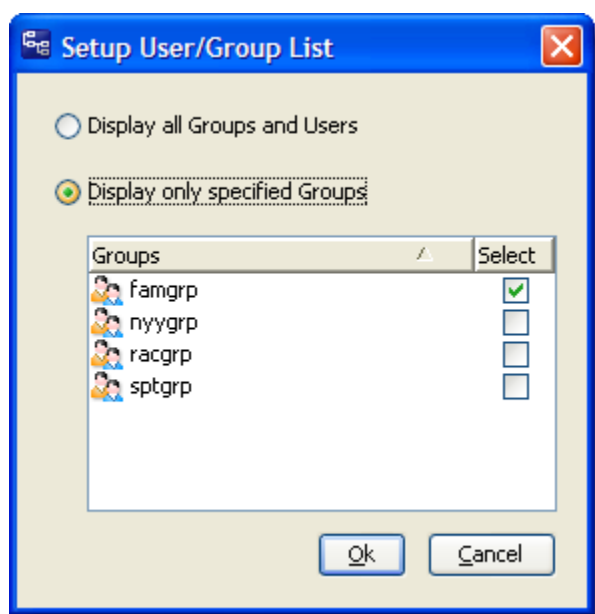 Setup User/Group List
Display all Groups and Users
Display only specified Groups
Groups Select
famgrp
nyygrp
racgrp
sptgrp
Ok Cancel